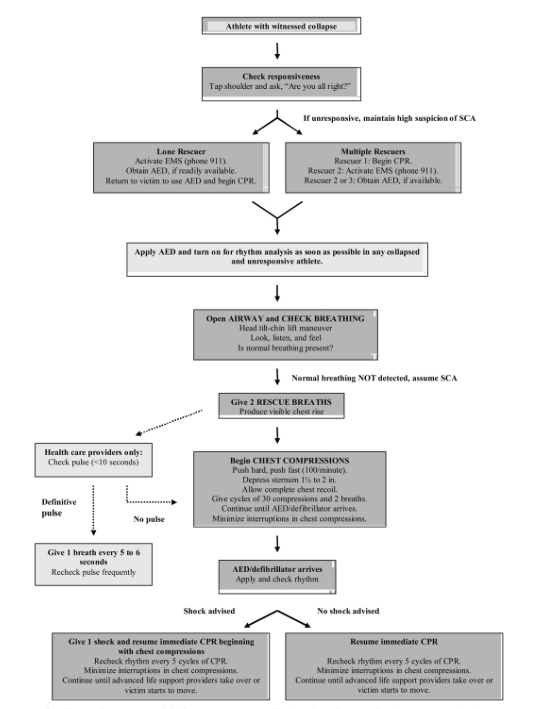 Athlete with witnessed collapse
Check responsiveness
Tap shoulder and ask, “Are you all right?”
If unresponsive, maintain high suspicion of SCA
Lone Rescuer
Activate EMS (phone 911).
Obtain AED, if readily available.
Return to victim to use AED and begin CPR.
Multiple Rescuers
Rescuer 1: Begin CPR.
Rescuer 2: Activate EMS (phone 911).
Rescuer 2 or 3: Obtain AED, if available.
Apply AED and turn on for rhythm analysis as soon as possible in any collapsed
and unresponsive athlete.
Open AIRWAY and CHECK BREATHING
Head tilt-chin lift maneuver
Look, listen, and feel
Is normal breathing present?
Normal breathing NOT detected, assume SCA
Give 2 RESCUE BREATHS
Produce visible chest rise
Health care providers only:
Check pulse (<10 seconds)
Begin CHEST COMPRESSIONS
Push hard, push fast (100/minute).
Depress sternum 1½ to 2 in.
Allow complete chest recoil.
Give cycles of 30 compressions and 2 breaths.
Continue until AED/defibrillator arrives.
Minimize interruptions in chest compressions.
Definitive
pulse
No pulse
Give 1 breath every 5 to 6
seconds
Recheck pulse frequently
AED/defibrillator arrives
Apply and check rhythm
Shock advised
No shock advised
Give 1 shock and resume immediate CPR beginning
with chest compressions
Recheck rhythm every 5 cycles of CPR.
Minimize interruptions in chest compressions.
Continue until advanced life support providers take over or
victim starts to move.
Resume immediate CPR
Recheck rhythm every 5 cycles of CPR.
Minimize interruptions in chest compressions.
Continue until advanced life support providers take over or
victim starts to move.